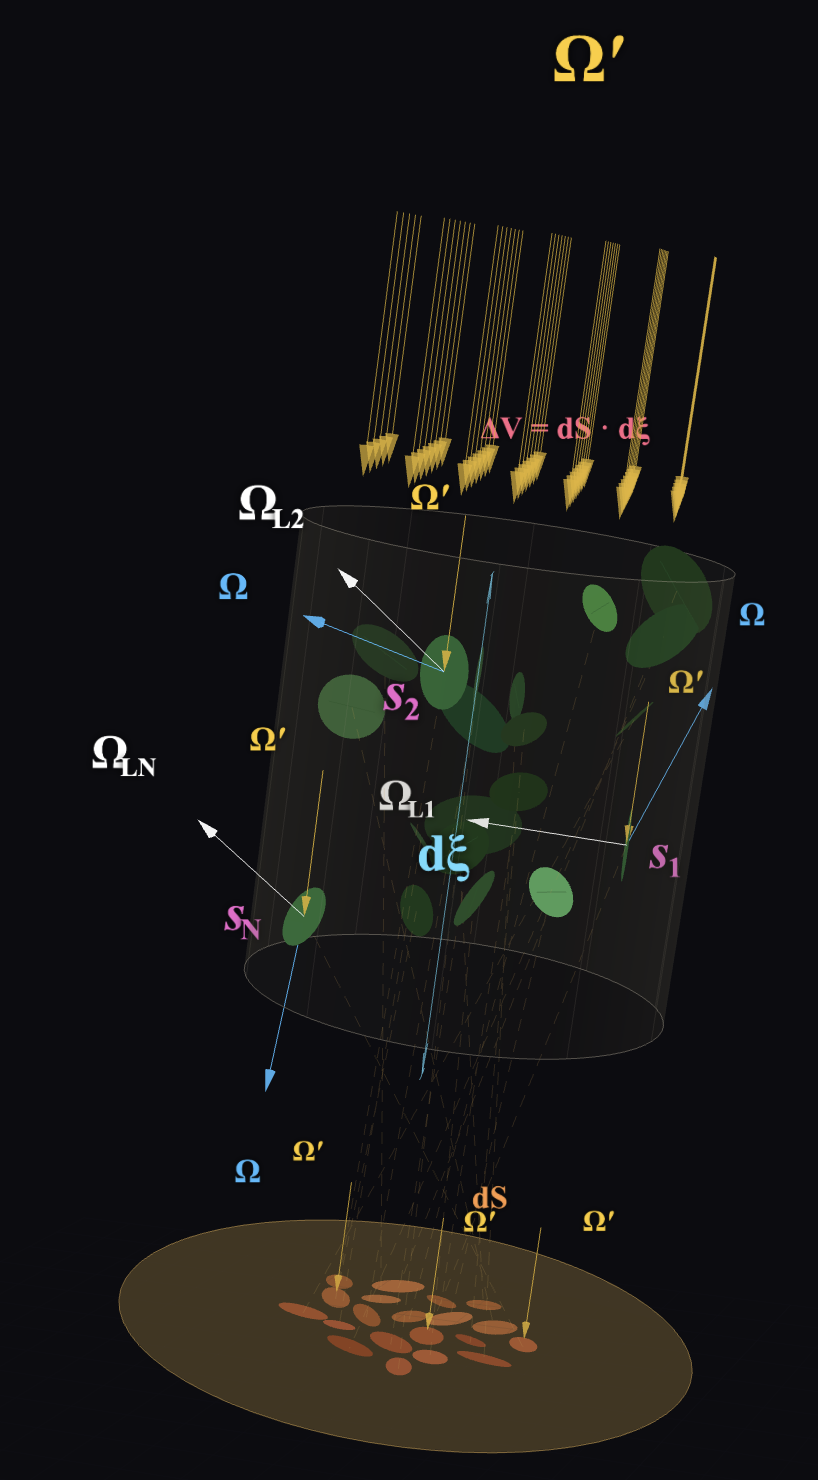 Ω′
ΔV = dS · dξ
Ω′
Ω_L2
Ω
Ω
Ω′
s_2
Ω′
Ω_LN
Ω_L1
dξ
s_1
s_N
Ω′
Ω
dS
Ω′
Ω′